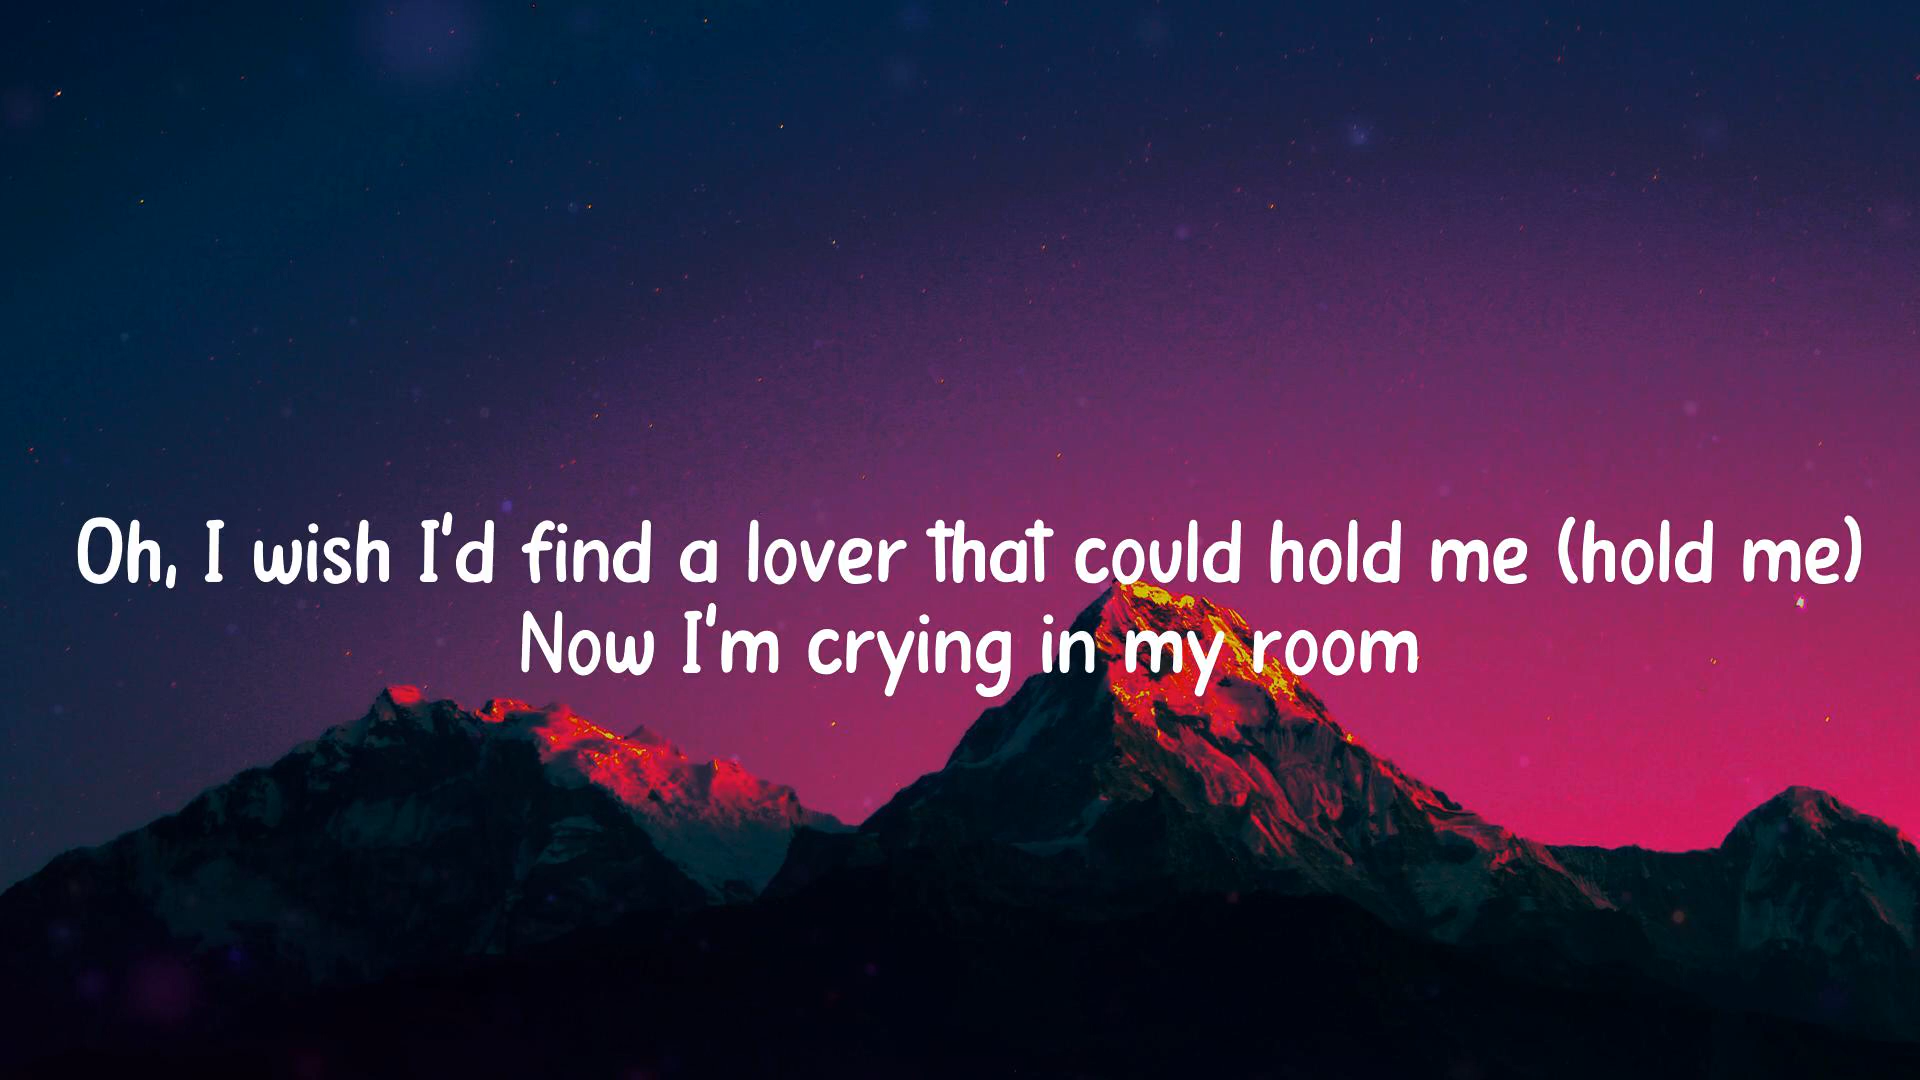 Oh, I wish I'd find a lover that could hold me (hold me)
Now I'm crying in my room